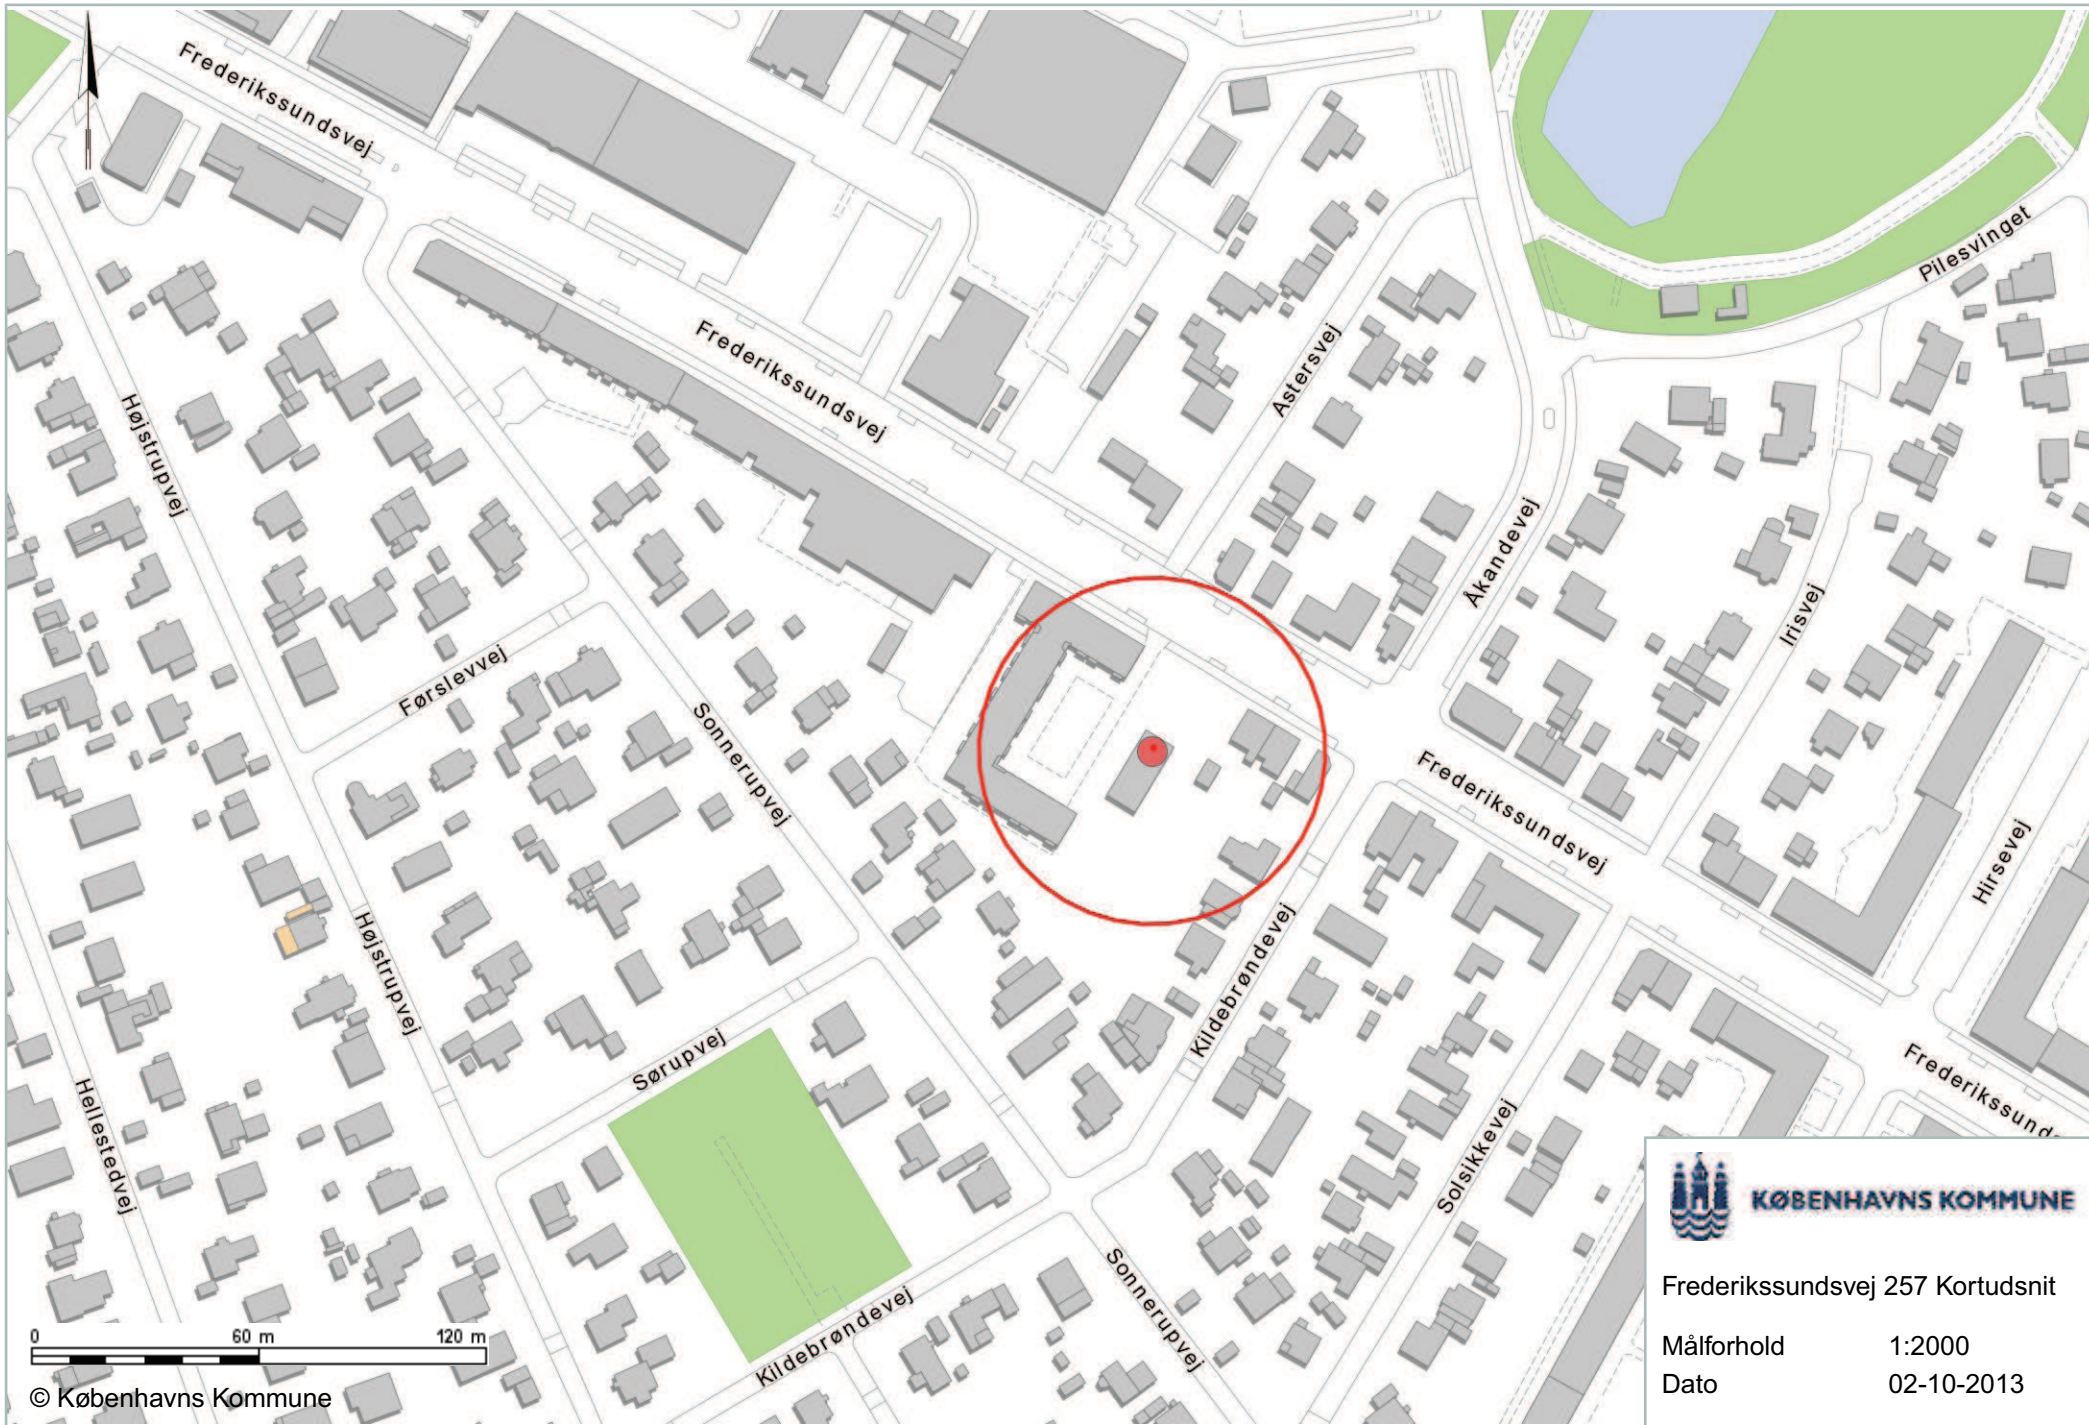 Frederikssundsvej
Pilesvinget
Frederikssundsvej
Astersvej
Højstrupvej
Åkandevej
Irisvej
Førslevvej
Sonnerupvej
Frederikssundsvej
Hirsevej
Højstrupvej
Kildebrøndevej
Sørupvej
Frederikssunds
Hellestedvej
Solsikkevej
Sonnerupvej
Kildebrøndevej
KØBENHAVNS KOMMUNE
Frederikssundsvej 257 Kortudsnit
Målforhold 1:2000
Dato 02-10-2013
0 60 m 120 m
© Københavns Kommune